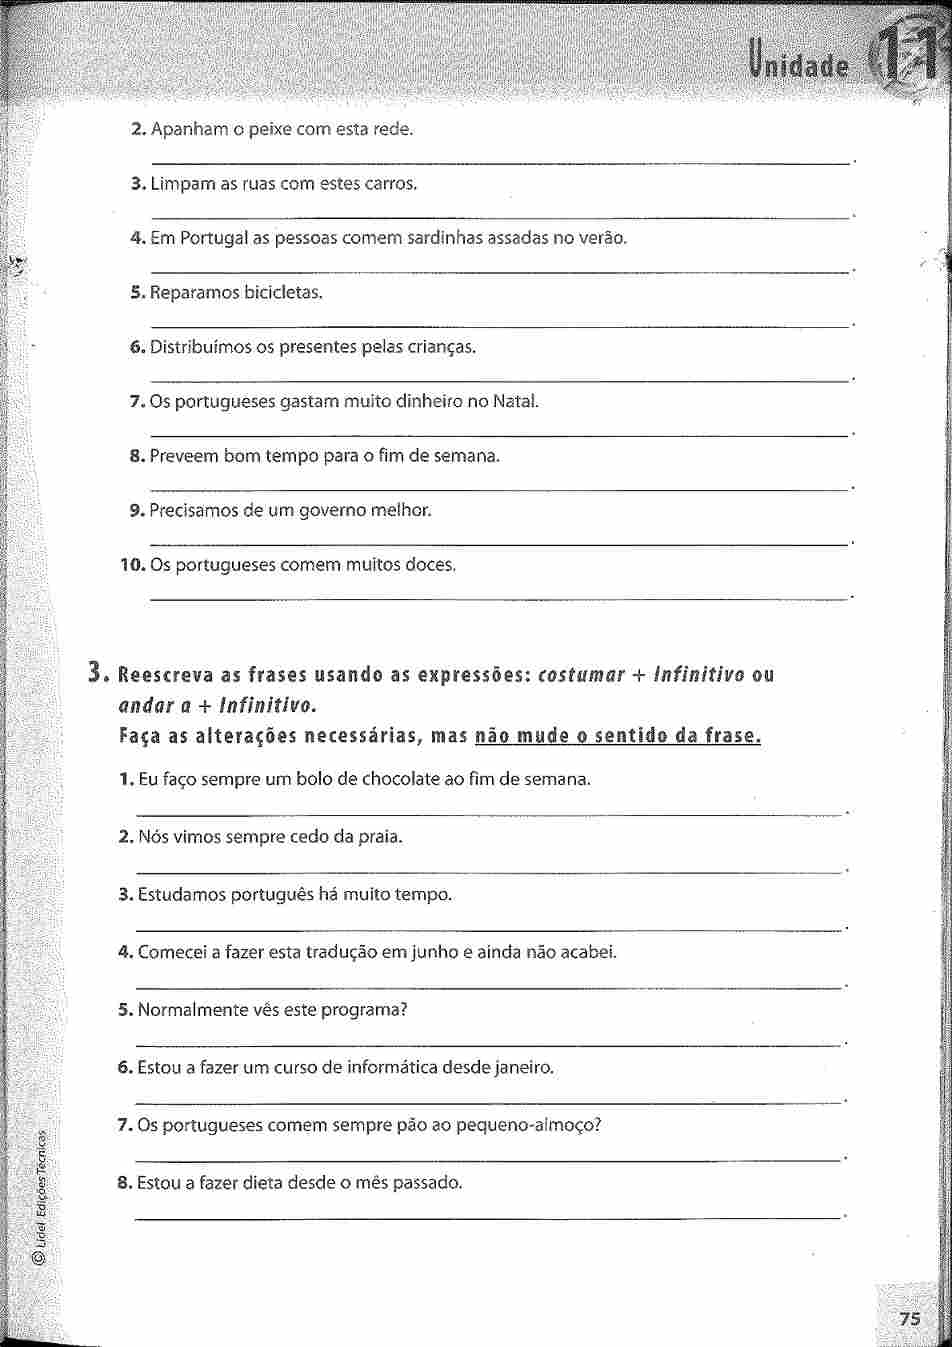 Unidade 11
2. Apanham o peixe com esta rede.
3. Limpam as ruas com estes carros.
4. Em Portugal as pessoas comem sardinhas assadas no verão.
5. Reparamos bicicletas.
6. Distribuímos os presentes pelas crianças.
7. Os portugueses gastam muito dinheiro no Natal.
8. Preveem bom tempo para o fim de semana.
9. Precisamos de um governo melhor.
10. Os portugueses comem muitos doces.
3. Reescreva as frases usando as expressões: costumar + Infinitivo ou
andar a + Infinitivo.
Faça as alterações necessárias, mas não mude o sentido da frase.
1. Eu faço sempre um bolo de chocolate ao fim de semana.
2. Nós vimos sempre cedo da praia.
3. Estudamos português há muito tempo.
4. Comecei a fazer esta tradução em junho e ainda não acabei.
5. Normalmente vês este programa?
6. Estou a fazer um curso de informática desde janeiro.
7. Os portugueses comem sempre pão ao pequeno-almoço?
8. Estou a fazer dieta desde o mês passado.
© Lidel Edições Técnicas
75